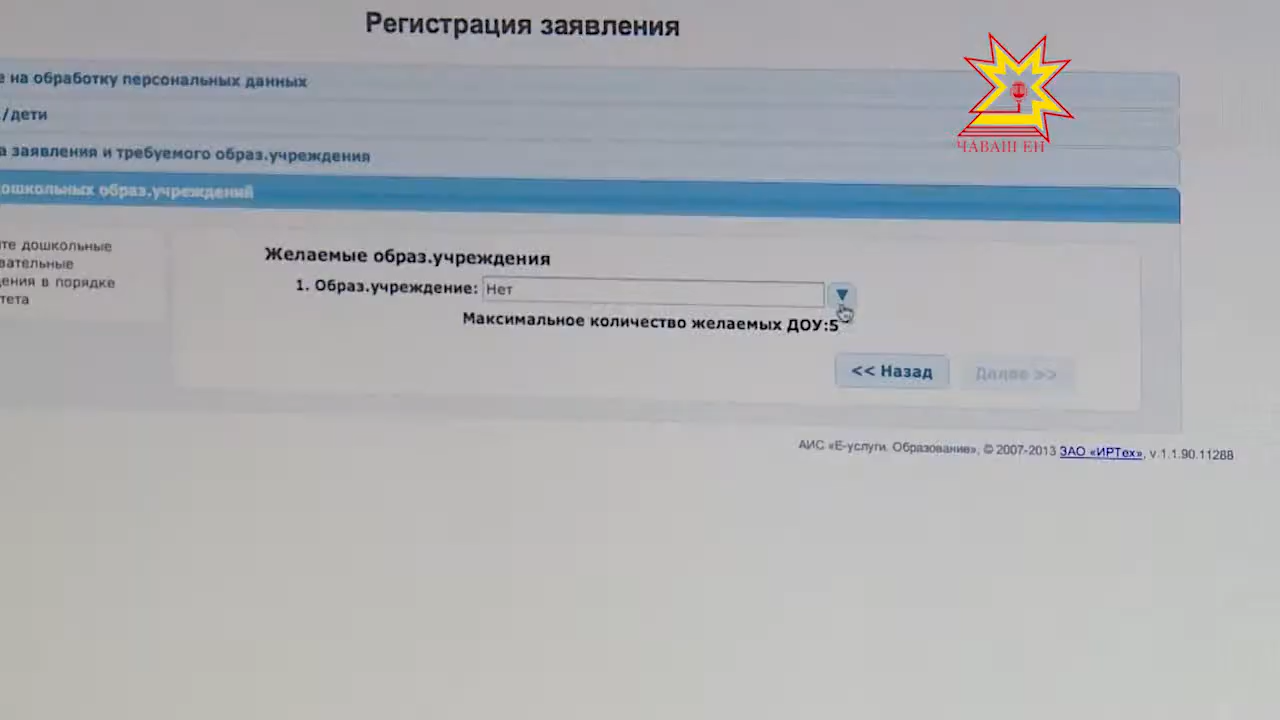 Регистрация заявления
е на обработку персональных данных
/дети
а заявления и требуемого образ.учреждения
ошкольных образ.учреждений
те дошкольные
вательные
ения в порядке
тета
Желаемые образ.учреждения
1. Образ.учреждение: Нет
Максимальное количество желаемых ДОУ:5
<< Назад
Далее >>
АИС «Е-услуги. Образование», © 2007-2013 ЗАО «ИРТех», v.1.1.90.11288
ЧАВАШ ЕН